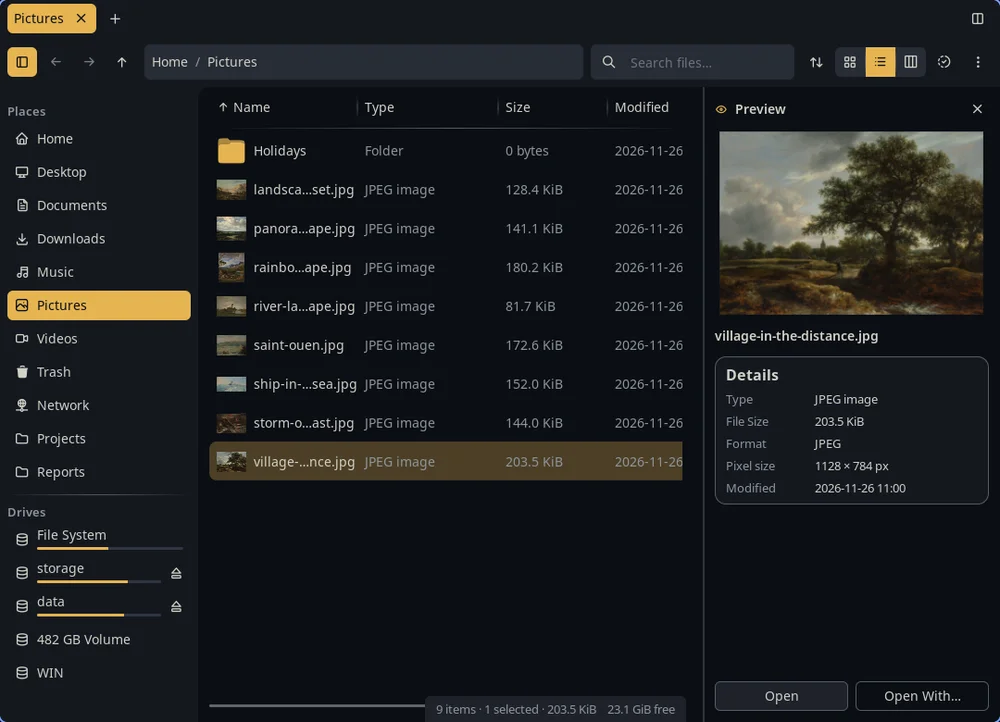 Pictures
Home / Pictures
Search files...
Places
Home
Desktop
Documents
Downloads
Music
Pictures
Videos
Trash
Network
Projects
Reports
Drives
File System
storage
data
482 GB Volume
WIN
Name Type Size Modified
Holidays Folder 0 bytes 2026-11-26
landsca...set.jpg JPEG image 128.4 KiB 2026-11-26
panora...ape.jpg JPEG image 141.1 KiB 2026-11-26
rainbo...ape.jpg JPEG image 180.2 KiB 2026-11-26
river-la...ape.jpg JPEG image 81.7 KiB 2026-11-26
saint-ouen.jpg JPEG image 172.6 KiB 2026-11-26
ship-in-...sea.jpg JPEG image 152.0 KiB 2026-11-26
storm-o...ast.jpg JPEG image 144.0 KiB 2026-11-26
village-...nce.jpg JPEG image 203.5 KiB 2026-11-26
9 items · 1 selected · 203.5 KiB 23.1 GiB free
Preview
village-in-the-distance.jpg
Details
Type JPEG image
File Size 203.5 KiB
Format JPEG
Pixel size 1128 × 784 px
Modified 2026-11-26 11:00
Open Open With...